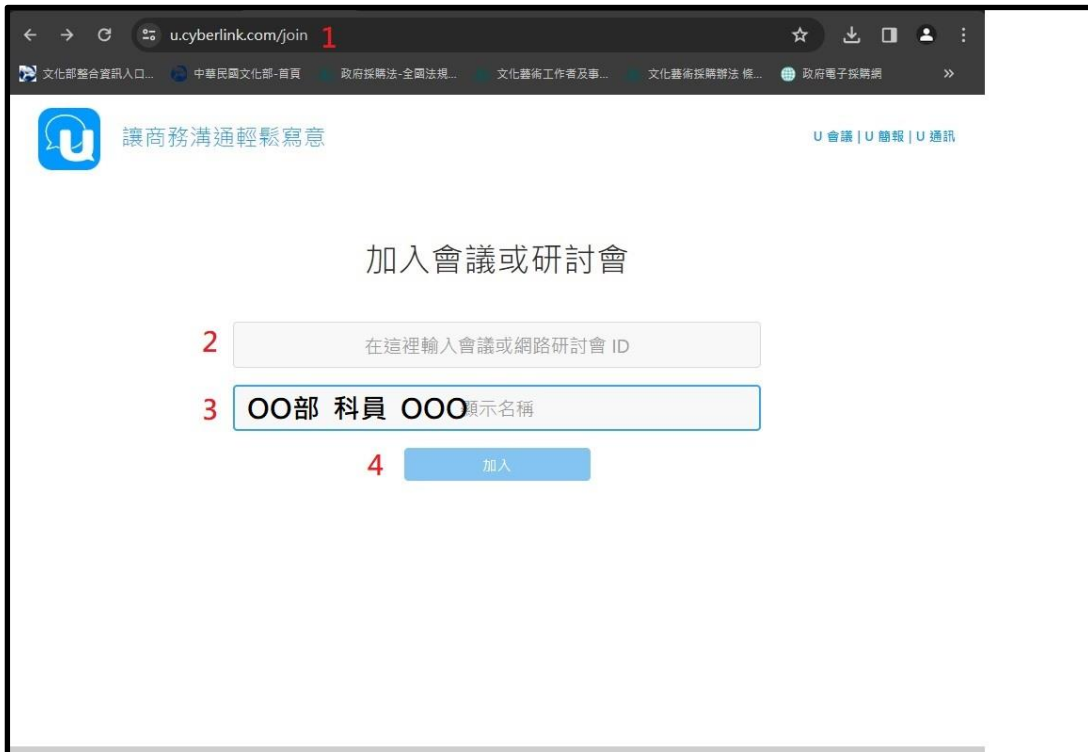 u.cyberlink.com/join 1
文化部整合資訊入口... 中華民國文化部-首頁 政府採購法-全國法規... 文化藝術工作者及事... 文化藝術採購辦法 條... 政府電子採購網 »
u 讓商務溝通輕鬆寫意 U 會議 | U 簡報 | U 通訊
加入會議或研討會
2 在這裡輸入會議或網路研討會 ID
3 OO部 科員 OOO顯示名稱
4 加入